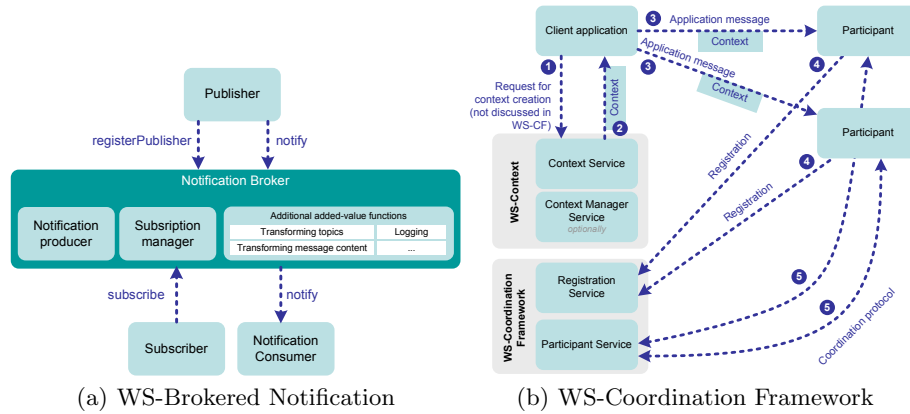 Publisher
registerPublisher
notify
Notification Broker
Notification
producer
Subsription
manager
Additional added-value functions
Transforming topics
Logging
Transforming message content
...
subscribe
notify
Subscriber
Notification
Consumer
(a) WS-Brokered Notification
Client application
3
Application message
Context
Participant
1
3
Application message
Context
4
Request for
context creation
(not discussed in
WS-CF)
Context
2
Participant
WS-Context
Context Service
Context Manager
Service
optionally
Registration
4
Registration
WS-Coordination
Framework
Registration
Service
Participant Service
5
5
Coordination protocol
(b) WS-Coordination Framework